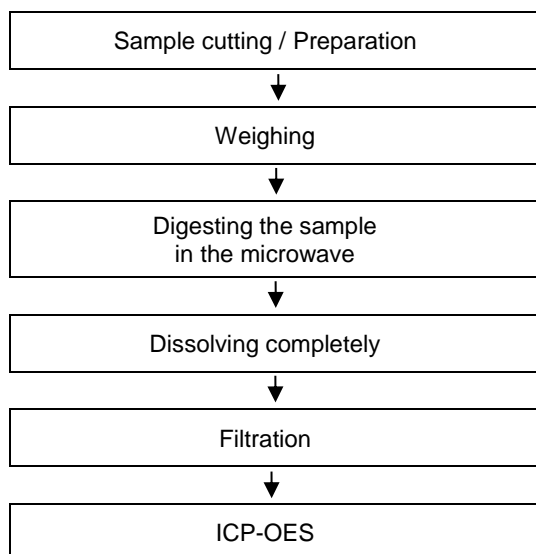 Sample cutting / Preparation
Weighing
Digesting the sample
in the microwave
Dissolving completely
Filtration
ICP-OES